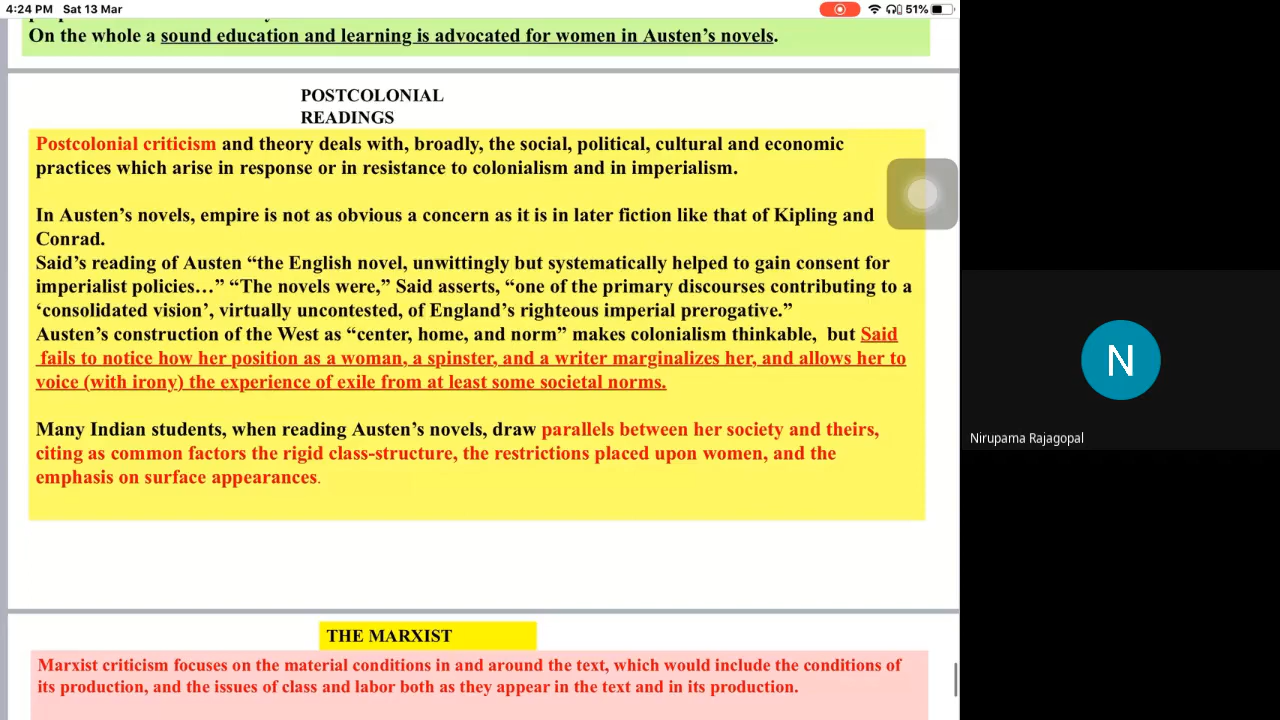 4:24 PM Sat 13 Mar
51%
On the whole a sound education and learning is advocated for women in Austen’s novels.
POSTCOLONIAL
READINGS
Postcolonial criticism and theory deals with, broadly, the social, political, cultural and economic
practices which arise in response or in resistance to colonialism and in imperialism.
In Austen’s novels, empire is not as obvious a concern as it is in later fiction like that of Kipling and
Conrad.
Said’s reading of Austen “the English novel, unwittingly but systematically helped to gain consent for
imperialist policies…” “The novels were,” Said asserts, “one of the primary discourses contributing to a
‘consolidated vision’, virtually uncontested, of England’s righteous imperial prerogative.”
Austen’s construction of the West as “center, home, and norm” makes colonialism thinkable, but Said
fails to notice how her position as a woman, a spinster, and a writer marginalizes her, and allows her to
voice (with irony) the experience of exile from at least some societal norms.
Many Indian students, when reading Austen’s novels, draw parallels between her society and theirs,
citing as common factors the rigid class-structure, the restrictions placed upon women, and the
emphasis on surface appearances.
THE MARXIST
Marxist criticism focuses on the material conditions in and around the text, which would include the conditions of
its production, and the issues of class and labor both as they appear in the text and in its production.
N
Nirupama Rajagopal